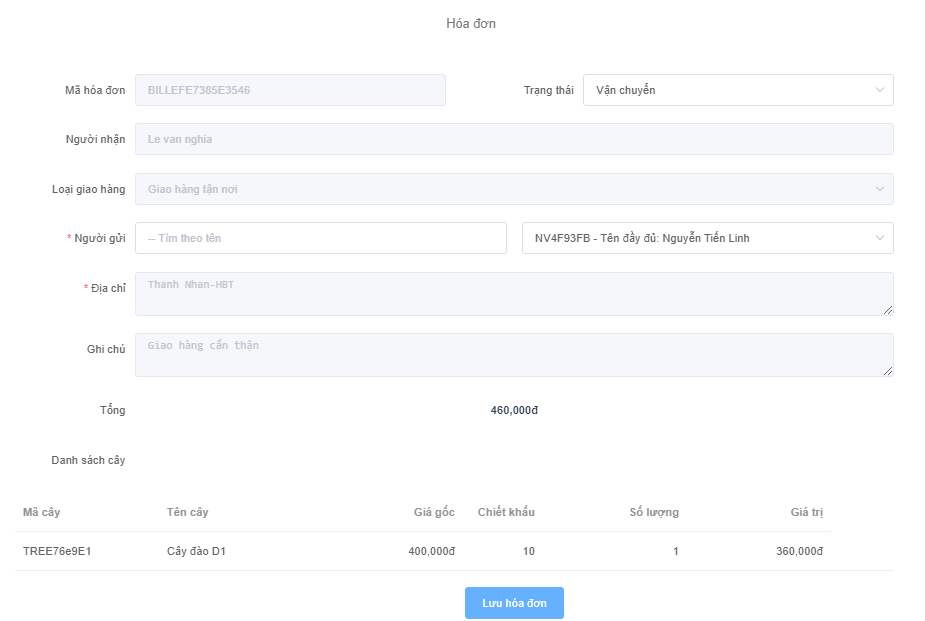 Hóa đơn
Mã hóa đơn BILLEFE7385E3546 Trạng thái Vận chuyển
Người nhận Le van nghia
Loại giao hàng Giao hàng tận nơi
* Người gửi -- Tìm theo tên NV4F93FB - Tên đầy đủ: Nguyễn Tiến Linh
* Địa chỉ Thanh Nhan-HBT
Ghi chú Giao hàng cẩn thận
Tổng 460,000đ
Danh sách cây
Mã cây Tên cây Giá gốc Chiết khấu Số lượng Giá trị
TREE76e9E1 Cây đào D1 400,000đ 10 1 360,000đ
Lưu hóa đơn